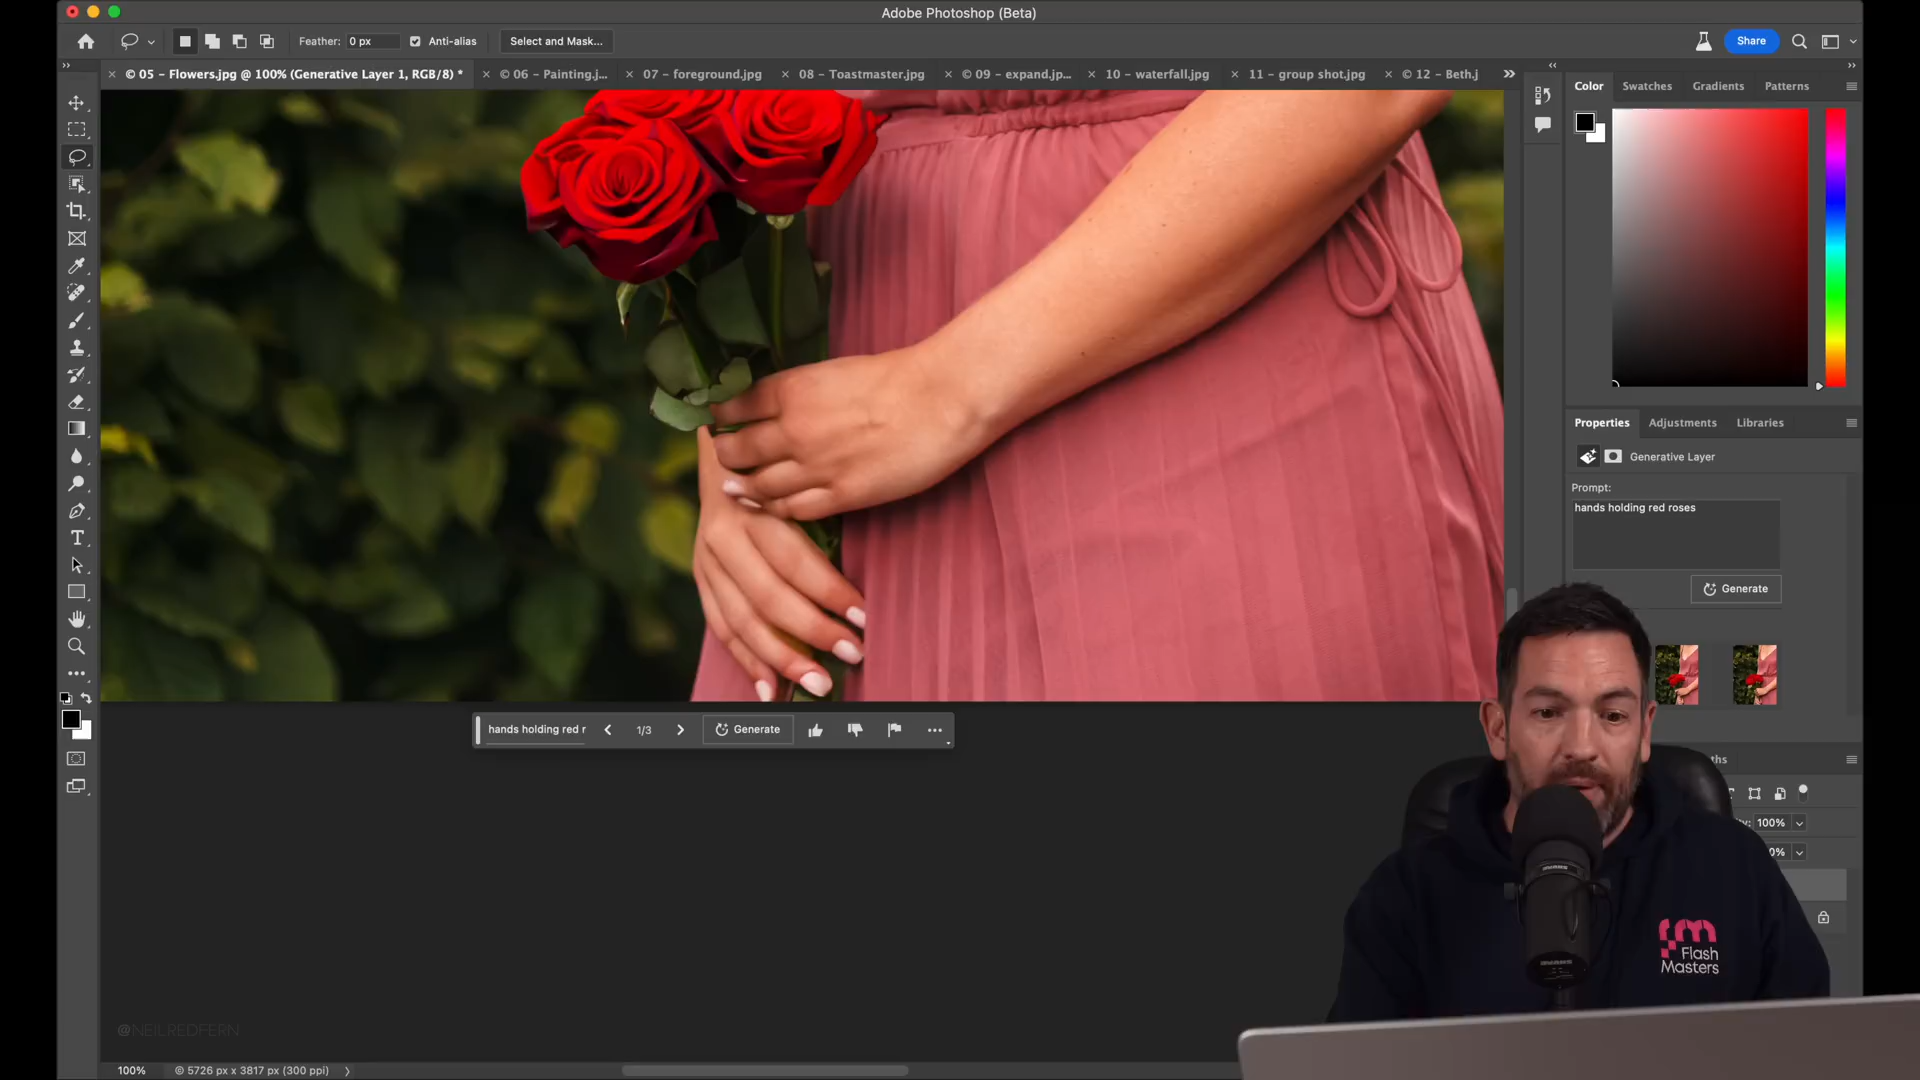 Adobe Photoshop (Beta)
Feather: 0 px Anti-alias Select and Mask... Share
© 05 - Flowers.jpg @ 100% (Generative Layer 1, RGB/8) * © 06 - Painting.j... 07 - foreground.jpg 08 - Toastmaster.jpg © 09 - expand.jp... 10 - waterfall.jpg 11 - group shot.jpg © 12 - Beth.j
Color Swatches Gradients Patterns
Properties Adjustments Libraries
Generative Layer
Prompt:
hands holding red roses
Generate
hands holding red r 1/3 Generate
ths
100%
0%
Flash
Masters
@NEILREDFERN
100% © 5726 px x 3817 px (300 ppi)